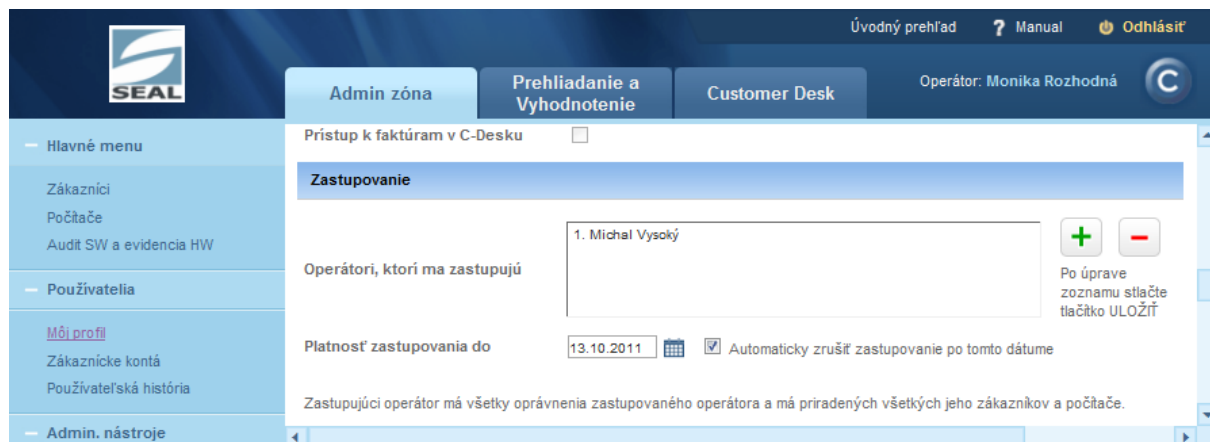 Úvodný prehľad ? Manual Odhlásiť
SEAL
Admin zóna
Prehliadanie a
Vyhodnotenie
Customer Desk
Operátor: Monika Rozhodná
C
Hlavné menu
Zákazníci
Počítače
Audit SW a evidencia HW
Používatelia
Môj profil
Zákaznícke kontá
Používateľská história
Admin. nástroje
Prístup k faktúram v C-Desku
Zastupovanie
Operátori, ktorí ma zastupujú
1. Michal Vysoký
Po úprave
zoznamu stlačte
tlačítko ULOŽIŤ
Platnosť zastupovania do
13.10.2011
Automaticky zrušiť zastupovanie po tomto dátume
Zastupujúci operátor má všetky oprávnenia zastupovaného operátora a má priradených všetkých jeho zákazníkov a počítače.